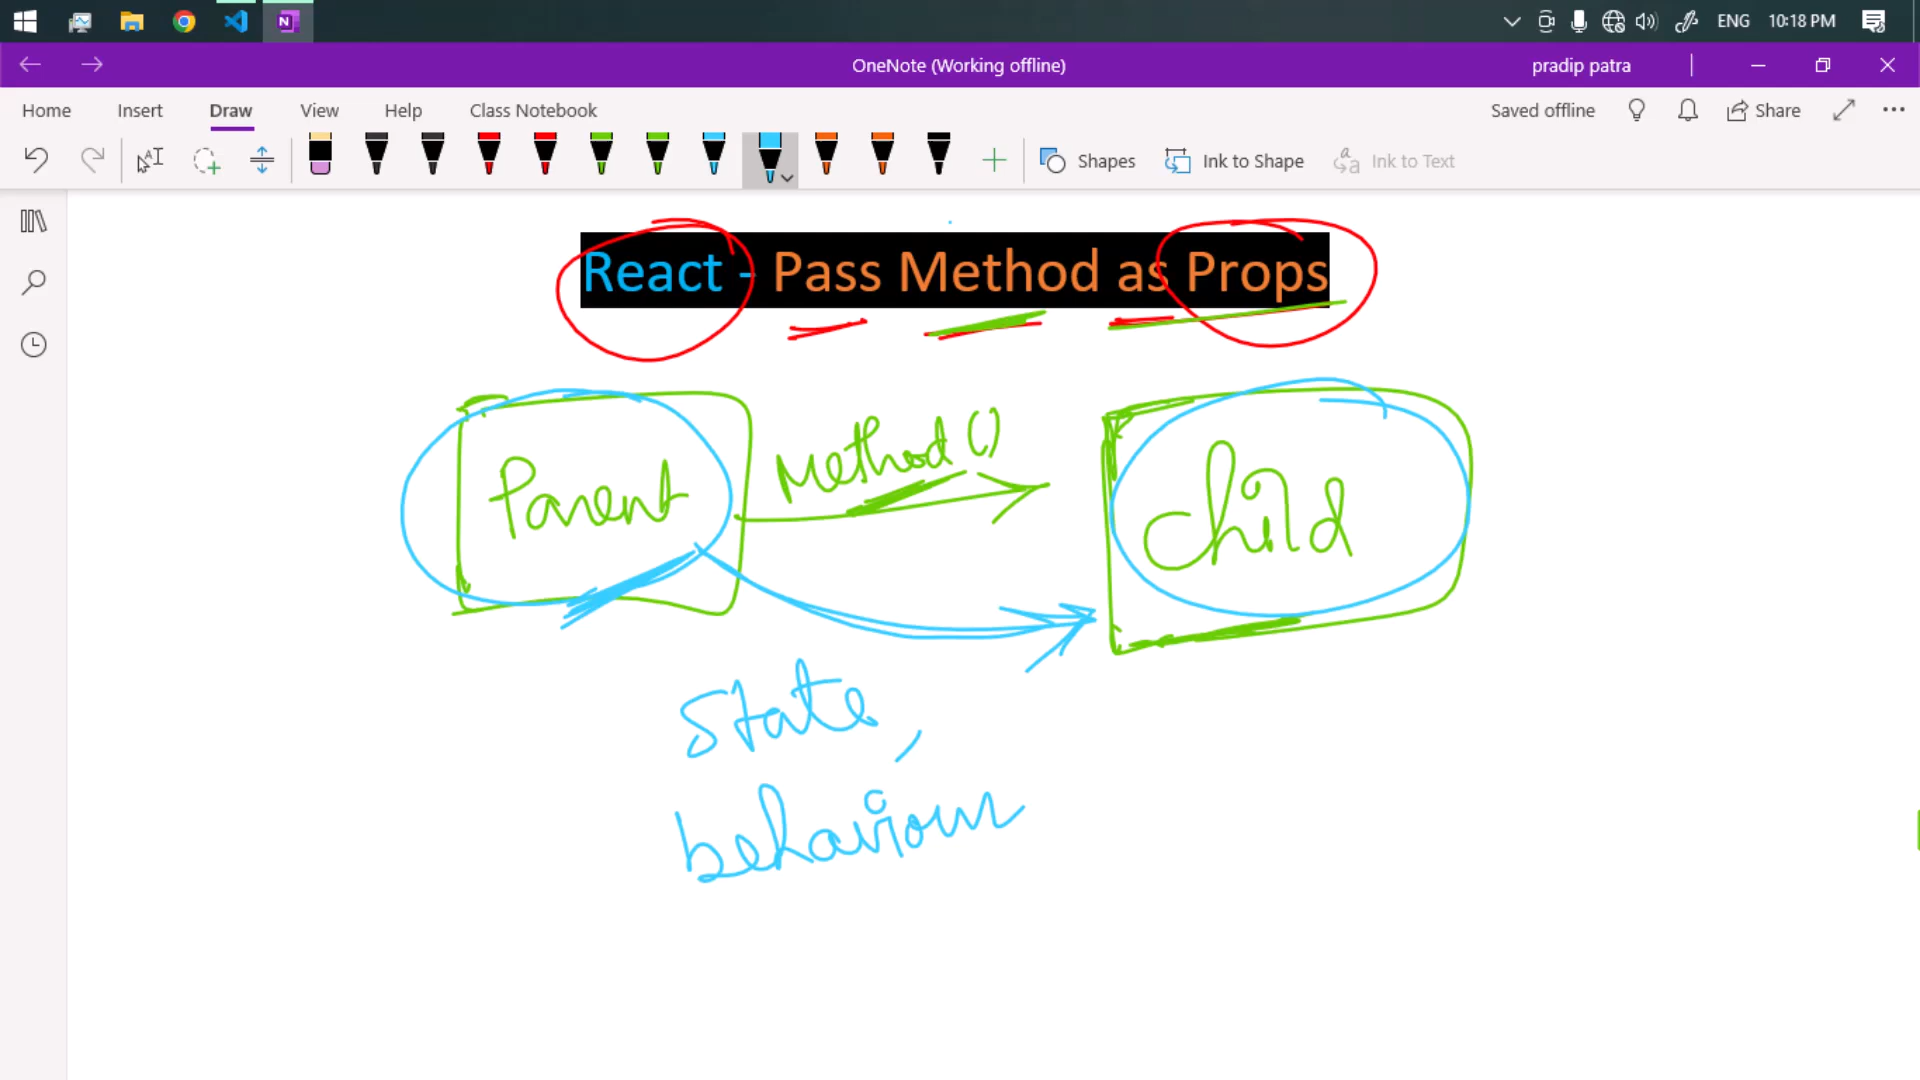 ENG 10:18 PM
OneNote (Working offline)
pradip patra
Home Insert Draw View Help Class Notebook
Saved offline Share
Shapes Ink to Shape Ink to Text
React - Pass Method as Props
Parent Method () child
state,
behaviour